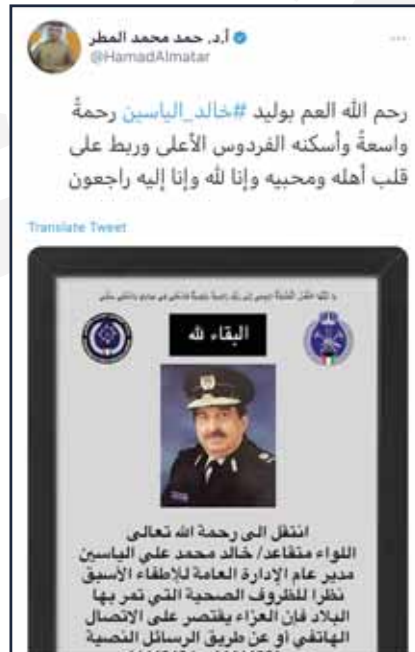 أ.د. حمد محمد المطر
@HamadAlmatar
رحم الله العم بوليد #خالد_الياسين رحمةً
واسعةً وأسكنه الفردوس الأعلى وربط على
قلب أهله ومحبيه وإنا لله وإنا إليه راجعون
Translate Tweet
البقاء لله
انتقل الى رحمة الله تعالى
اللواء متقاعد/ خالد محمد علي الياسين
مدير عام الإدارة العامة للإطفاء الأسبق
نظرا للظروف الصحية التي تمر بها
البلاد فإن العزاء يقتصر على الاتصال
الهاتفي أو عن طريق الرسائل النصية